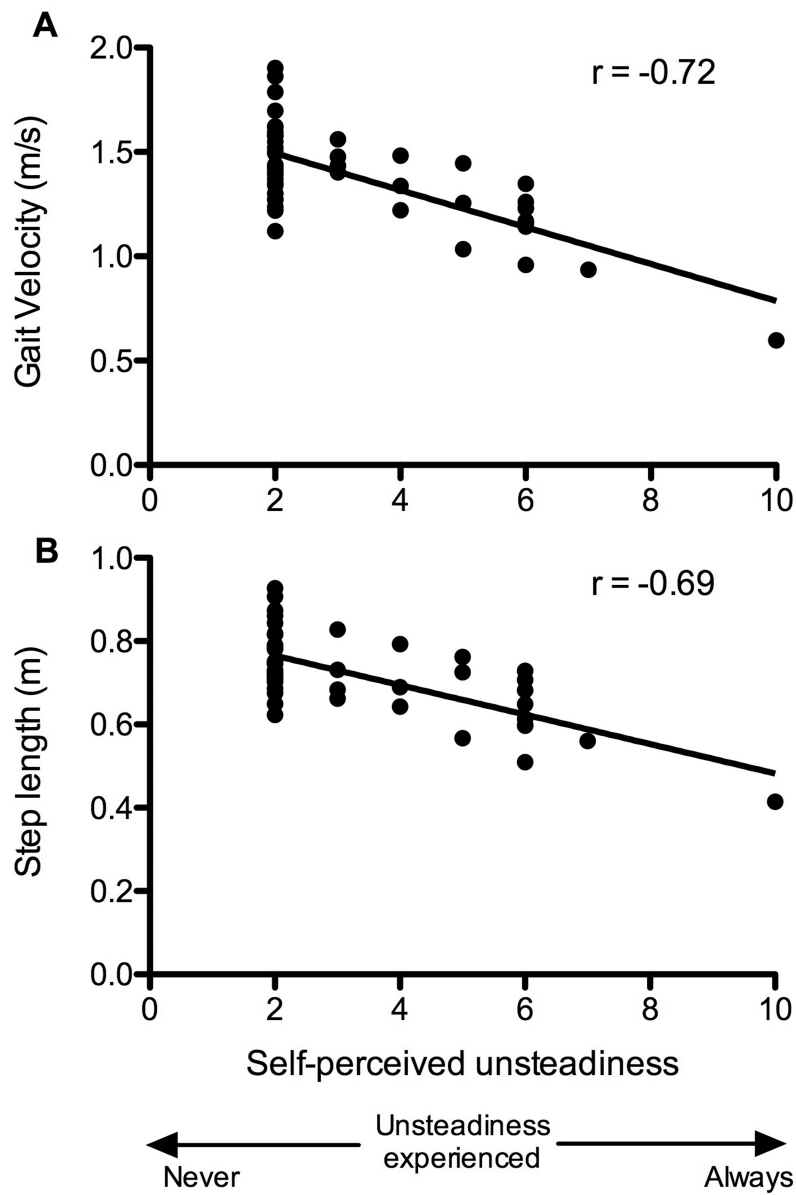 A
2.0
r = -0.72
1.5
1.0
0.5
0.0
Gait Velocity (m/s)
0 2 4 6 8 10
B
1.0
r = -0.69
0.8
0.6
0.4
0.2
0.0
Step length (m)
0 2 4 6 8 10
Self-perceived unsteadiness
Unsteadiness
experienced
Never Always